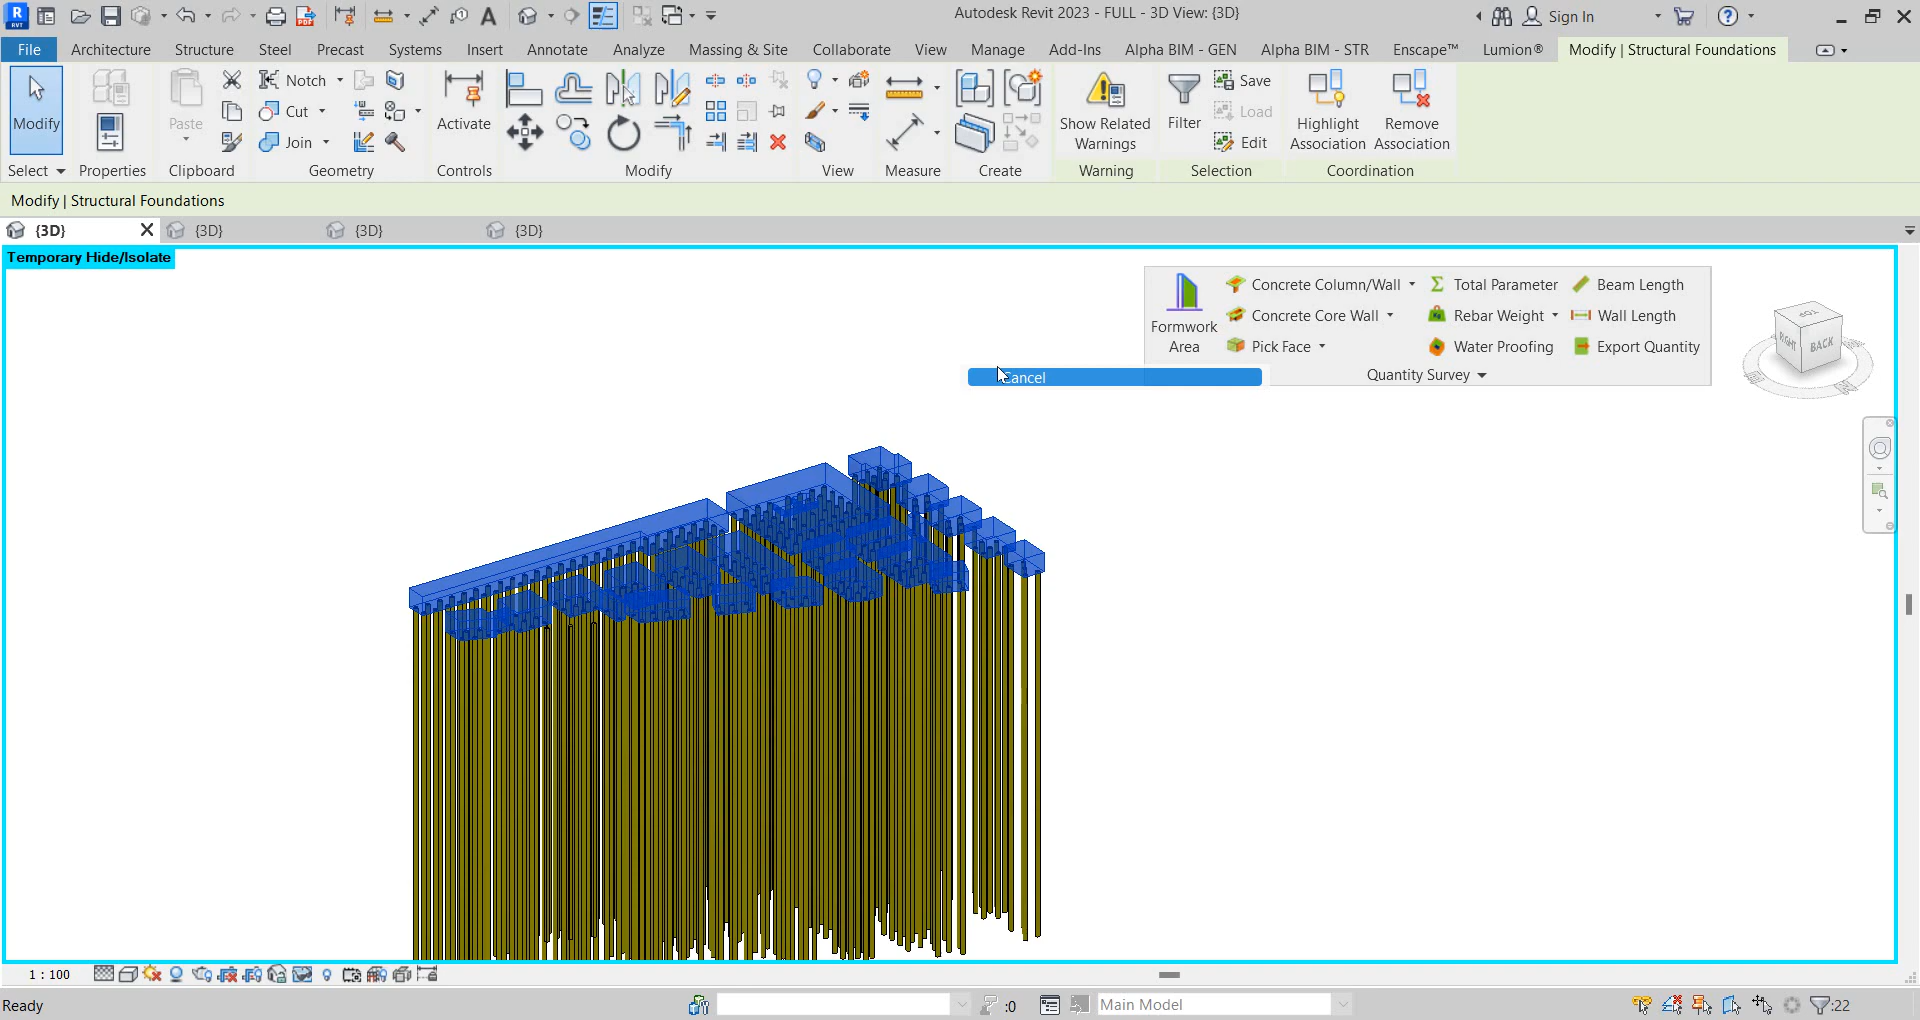 Autodesk Revit 2023 - FULL - 3D View: {3D}
Sign In
File Architecture Structure Steel Precast Systems Insert Annotate Analyze Massing & Site Collaborate View Manage Add-Ins Alpha BIM - GEN Alpha BIM - STR Enscape™ Lumion® Modify | Structural Foundations
Modify
Paste
Notch
Cut
Join
Activate
Show Related Warnings
Filter
Save
Load
Edit
Highlight Association
Remove Association
Select Properties Clipboard Geometry Controls Modify View Measure Create Warning Selection Coordination
Modify | Structural Foundations
{3D} {3D} {3D} {3D}
Temporary Hide/Isolate
Formwork Area
Concrete Column/Wall
Concrete Core Wall
Pick Face
Total Parameter
Rebar Weight
Water Proofing
Beam Length
Wall Length
Export Quantity
Quantity Survey
Cancel
TOP
RIGHT
BACK
1 : 100
Ready
:0
Main Model
:22